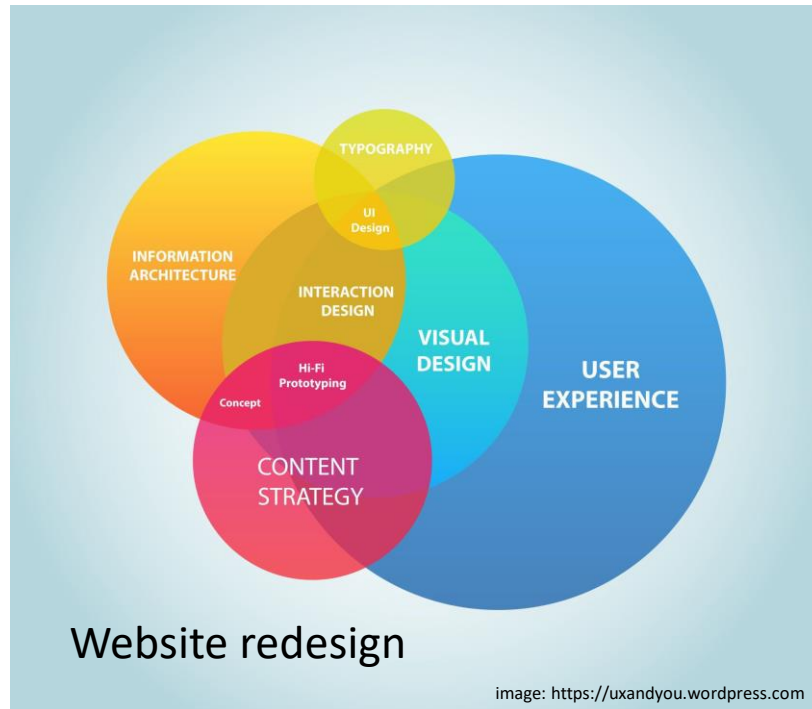 TYPOGRAPHY
UI
Design
INFORMATION
ARCHITECTURE
INTERACTION
DESIGN
VISUAL
DESIGN
USER
EXPERIENCE
Hi-Fi
Prototyping
Concept
CONTENT
STRATEGY
Website redesign
image: https://uxandyou.wordpress.com